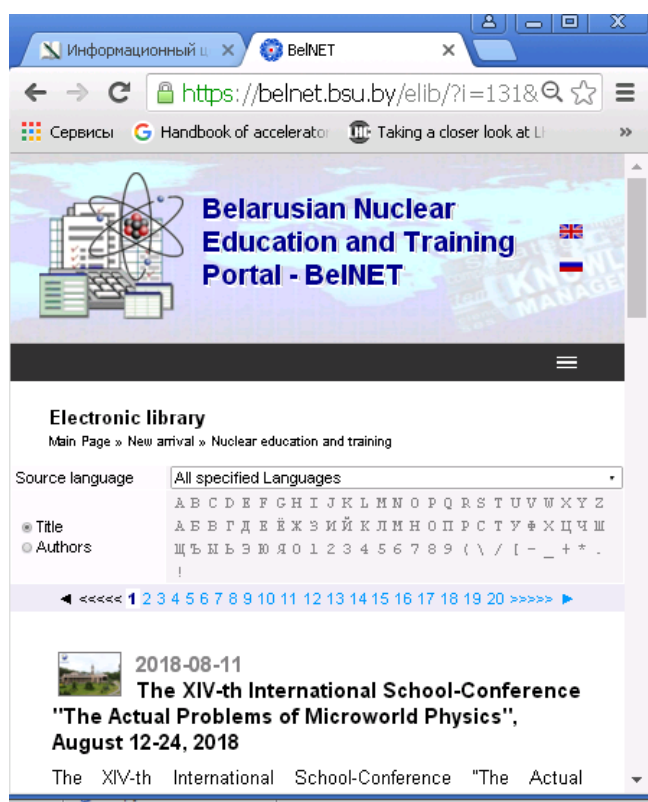 Информационный ц
BelNET
https://belnet.bsu.by/elib/?i=131&
Сервисы
Handbook of accelerator
Taking a closer look at LH
»
Belarusian Nuclear
Education and Training
Portal - BelNET
Electronic library
Main Page » New arrival » Nuclear education and training
Source language
All specified Languages
A B C D E F G H I J K L M N O P Q R S T U V W X Y Z
Title
А Б В Г Д Е Ё Ж З И Й К Л М Н О П Р С Т У Ф Х Ц Ч Ш
Authors
Щ Ъ Ы Ь Э Ю Я 0 1 2 3 4 5 6 7 8 9 ( \ / [ - _ + * .
!
◄ <<<<< 1 2 3 4 5 6 7 8 9 10 11 12 13 14 15 16 17 18 19 20 >>>>> ►
2018-08-11
The XIV-th International School-Conference
"The Actual Problems of Microworld Physics",
August 12-24, 2018
The XIV-th International School-Conference "The Actual